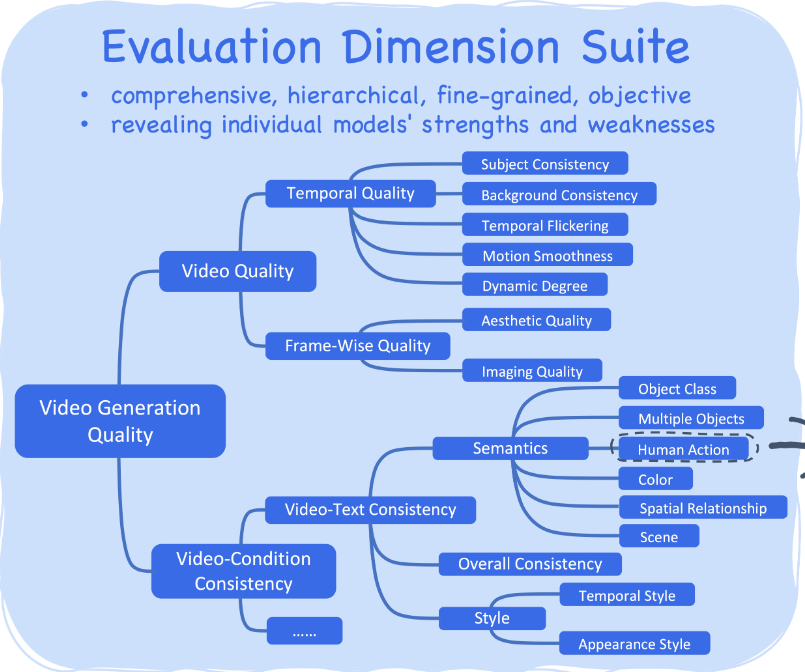 Evaluation Dimension Suite
• comprehensive, hierarchical, fine-grained, objective
• revealing individual models' strengths and weaknesses
Video Generation
Quality
Video Quality
Temporal Quality
Subject Consistency
Background Consistency
Temporal Flickering
Motion Smoothness
Dynamic Degree
Frame-Wise Quality
Aesthetic Quality
Imaging Quality
Video-Condition
Consistency
Video-Text Consistency
Semantics
Object Class
Multiple Objects
Human Action
Color
Spatial Relationship
Scene
Overall Consistency
Style
Temporal Style
Appearance Style
......